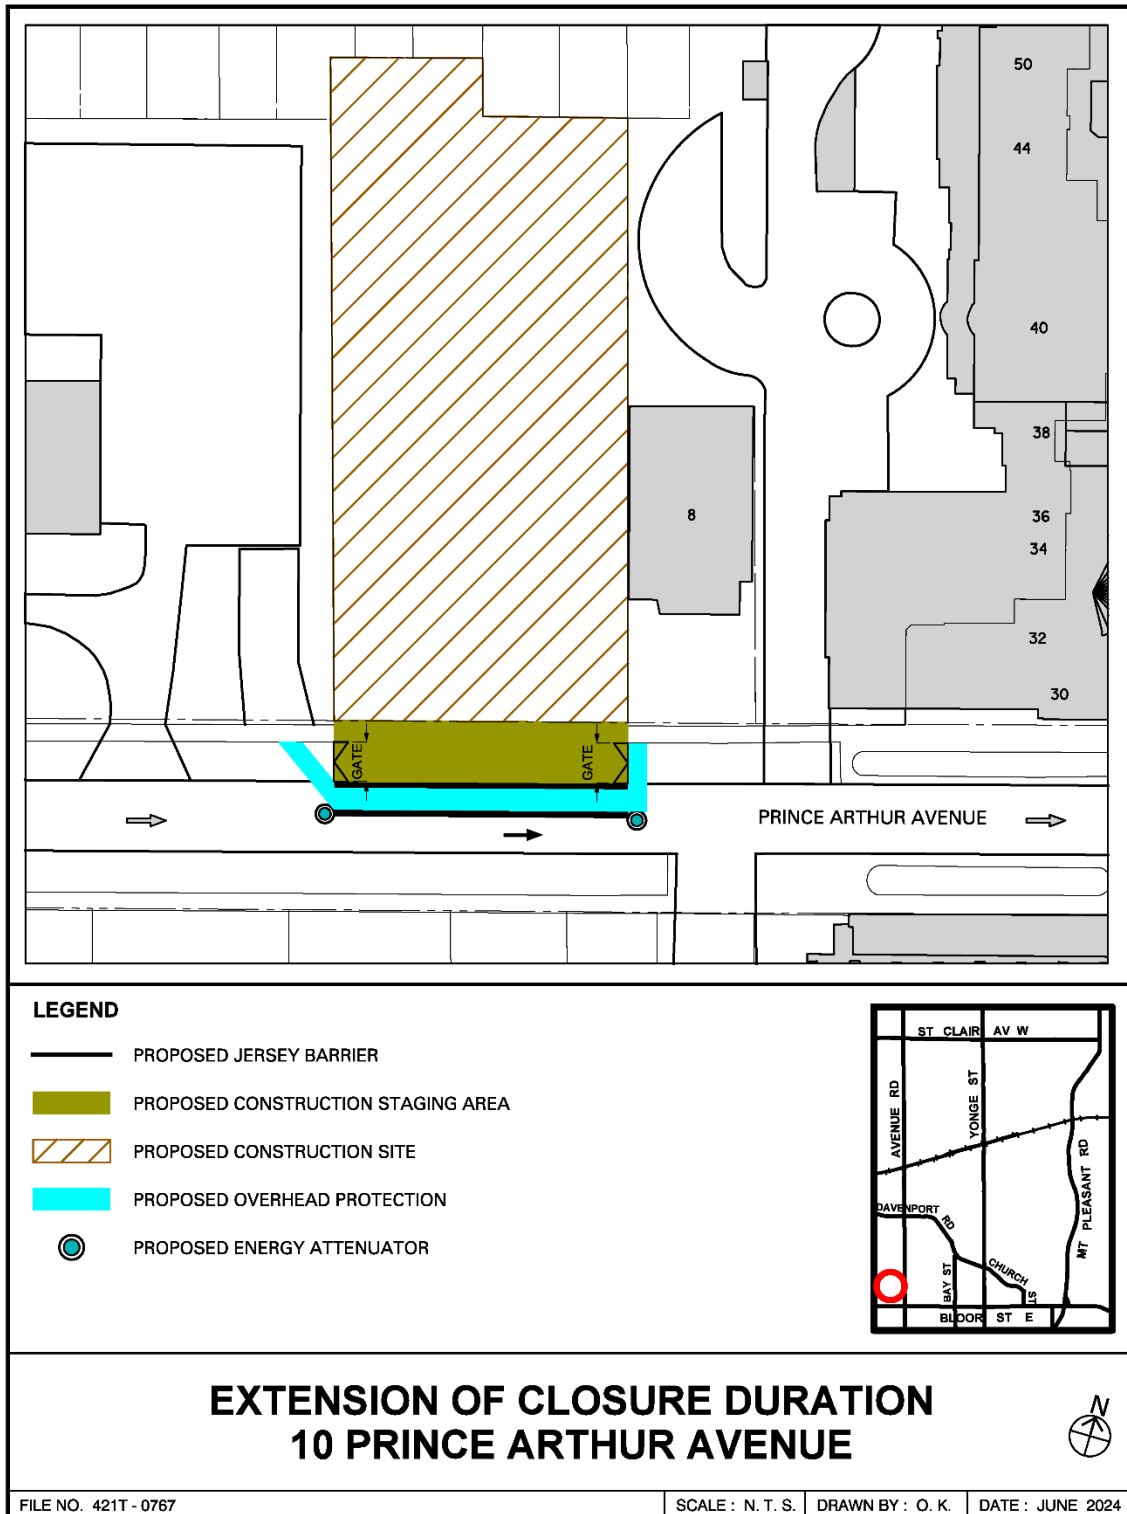 50
44
40
38
36
34
32
30
8
GATE
GATE
PRINCE ARTHUR AVENUE
LEGEND
PROPOSED JERSEY BARRIER
PROPOSED CONSTRUCTION STAGING AREA
PROPOSED CONSTRUCTION SITE
PROPOSED OVERHEAD PROTECTION
PROPOSED ENERGY ATTENUATOR
ST CLAIR AV W
AVENUE RD
YONGE ST
MT PLEASANT RD
DAVENPORT RD
BAY ST
CHURCH ST
BLOOR ST E
EXTENSION OF CLOSURE DURATION
10 PRINCE ARTHUR AVENUE
N
FILE NO. 421T - 0767
SCALE : N. T. S.
DRAWN BY : O. K.
DATE : JUNE 2024